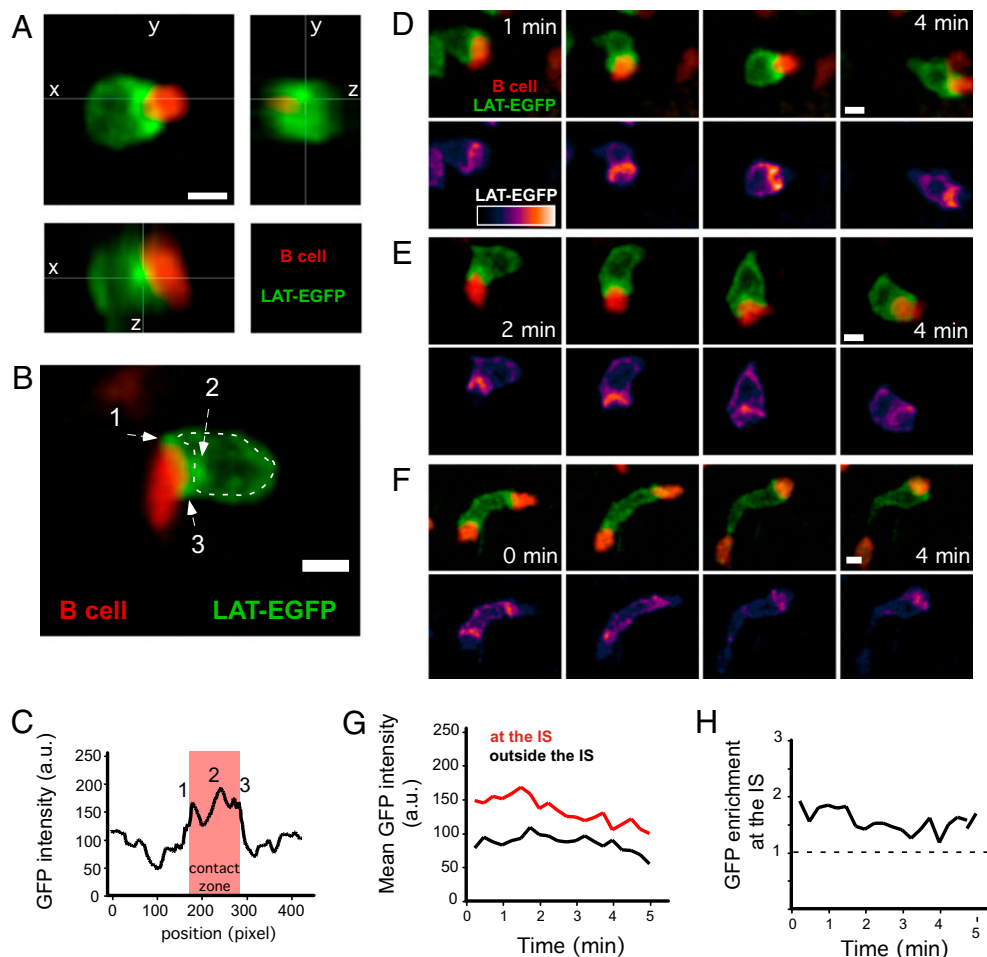 A
y
y
x
z
x
z
B cell
LAT-EGFP
B
1
2
3
B cell
LAT-EGFP
C
GFP intensity (a.u.)
250
200
150
100
50
0
1
2
3
contact
zone
0
100
200
300
400
position (pixel)
D
1 min
4 min
B cell
LAT-EGFP
LAT-EGFP
E
2 min
4 min
F
0 min
4 min
G
Mean GFP intensity
(a.u.)
250
200
150
100
50
0
at the IS
outside the IS
0
1
2
3
4
5
Time (min)
H
GFP enrichment
at the IS
3
2
1
0
1
2
3
4
5
Time (min)